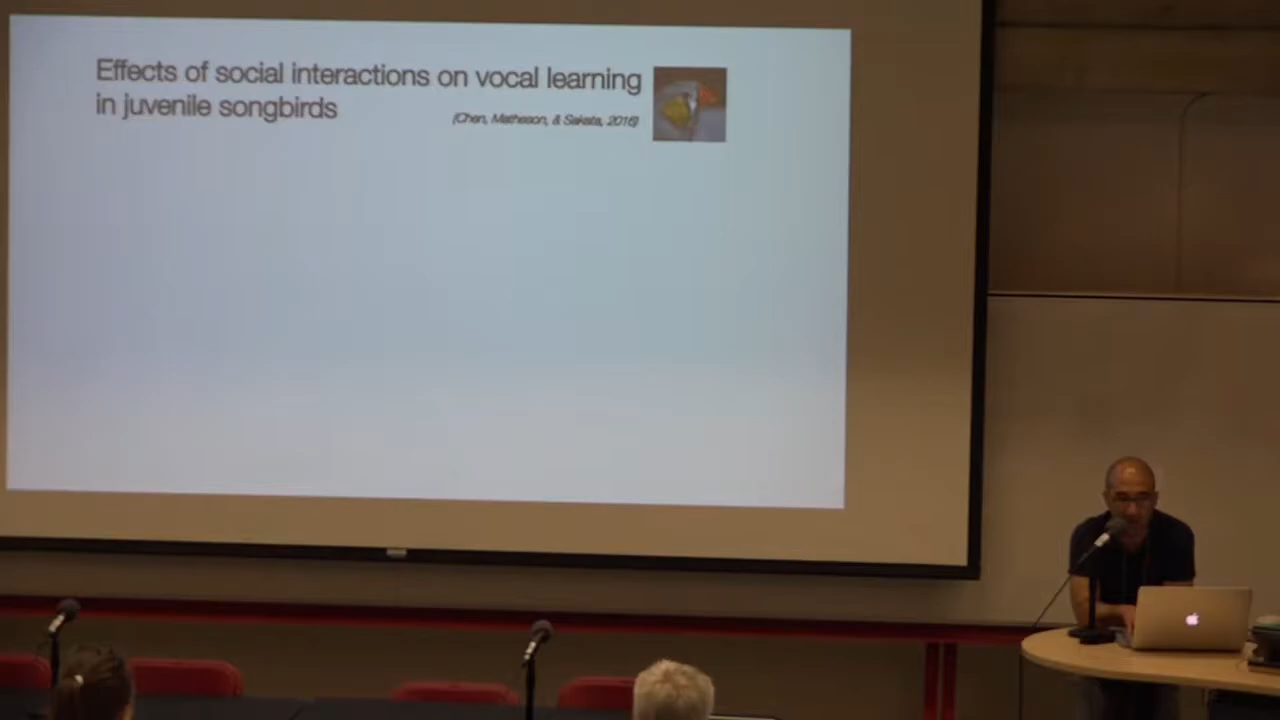 Effects of social interactions on vocal learning
in juvenile songbirds
(Chen, Matheson, & Sakata, 2016)